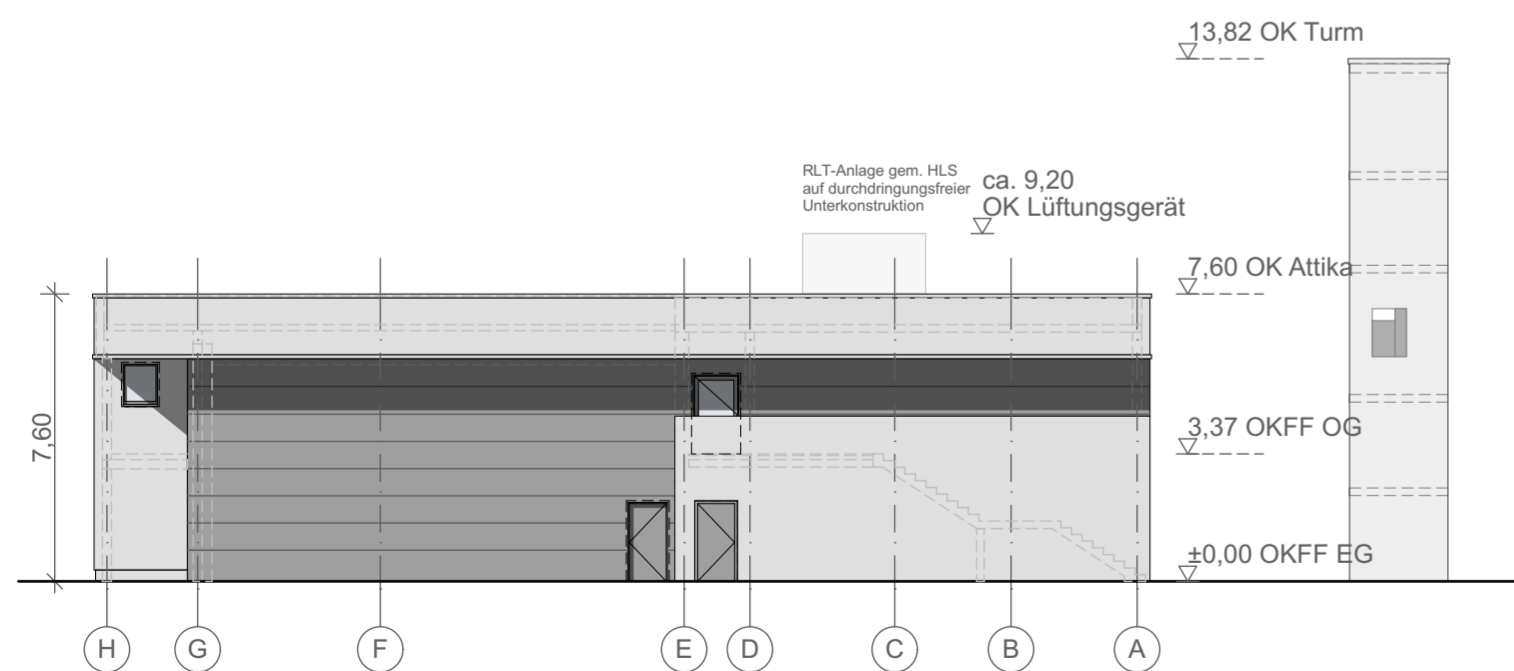 13,82 OK Turm
RLT-Anlage gem. HLS
auf durchdringungsfreier
Unterkonstruktion
ca. 9,20
OK Lüftungsgerät
7,60 OK Attika
7,60
3,37 OKFF OG
±0,00 OKFF EG
H
G
F
E
D
C
B
A